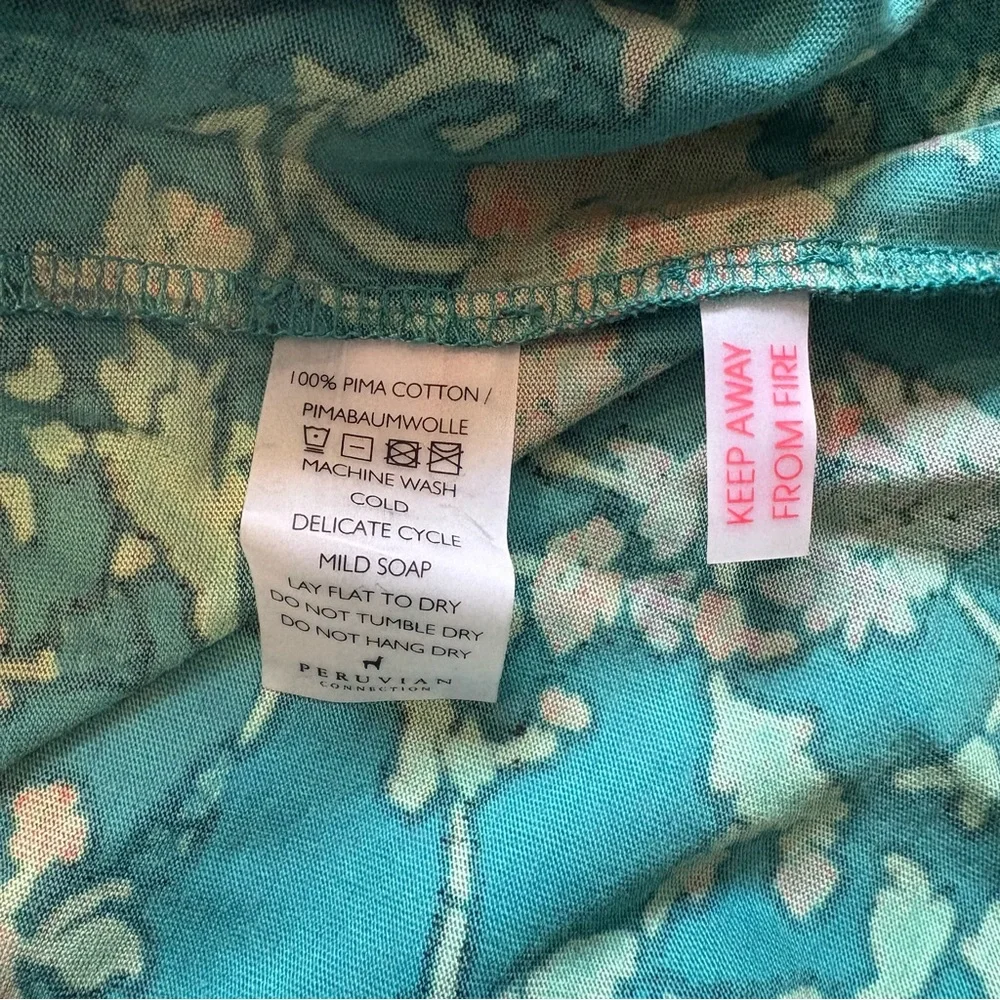 100% PIMA COTTON /
PIMABAUMWOLLE
MACHINE WASH
COLD
DELICATE CYCLE
MILD SOAP
LAY FLAT TO DRY
DO NOT TUMBLE DRY
DO NOT HANG DRY
PERUVIAN
CONNECTION
KEEP AWAY
FROM FIRE